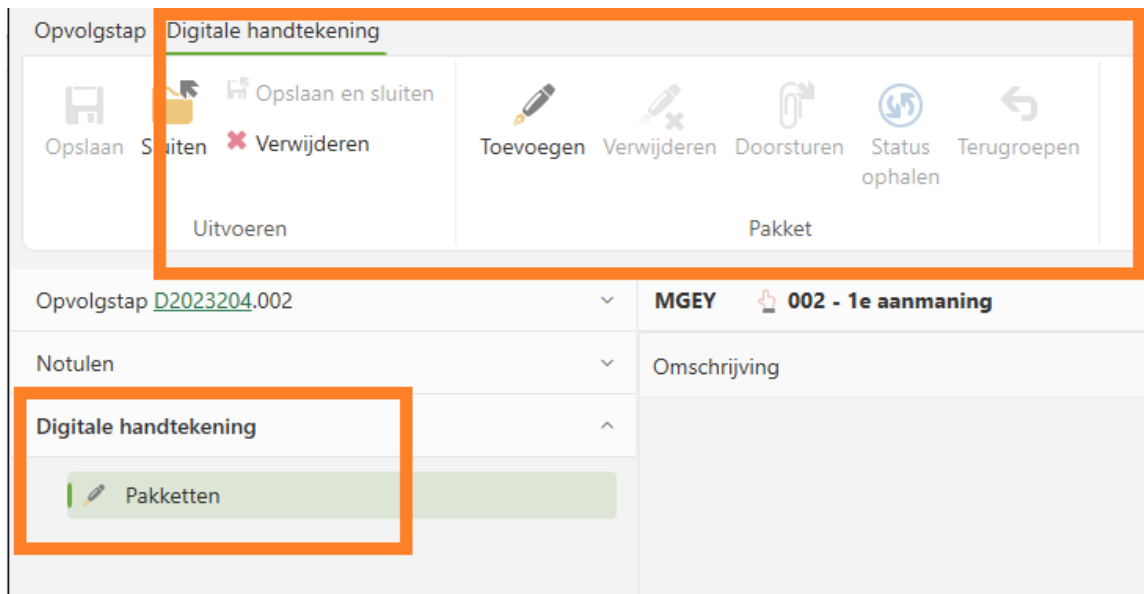 Opvolgstap Digitale handtekening
Opslaan Sluiten Opslaan en sluiten
Verwijderen
Uitvoeren
Toevoegen Verwijderen Doorsturen Status ophalen Terugroepen
Pakket
Opvolgstap D2023204.002
MGEY 002 - 1e aanmaning
Notulen
Omschrijving
Digitale handtekening
Pakketten